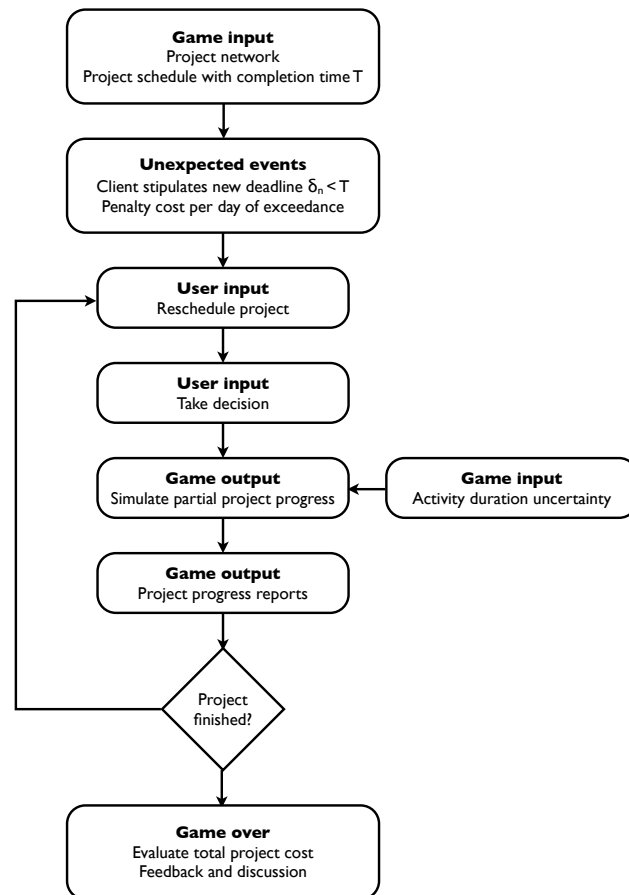 Game input
Project network
Project schedule with completion time T
Unexpected events
Client stipulates new deadline δn < T
Penalty cost per day of exceedance
User input
Reschedule project
User input
Take decision
Game output
Simulate partial project progress
Game input
Activity duration uncertainty
Game output
Project progress reports
Project
finished?
Game over
Evaluate total project cost
Feedback and discussion